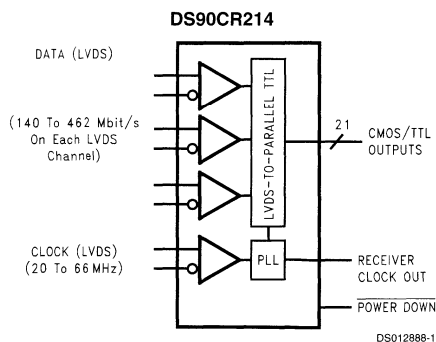 DS90CR214
DATA (LVDS)
(140 To 462 Mbit/s
On Each LVDS
Channel)
LVDS-TO-PARALLEL TTL
21
CMOS/TTL
OUTPUTS
CLOCK (LVDS)
(20 To 66MHz)
PLL
RECEIVER
CLOCK OUT
POWER DOWN
DS012888-1